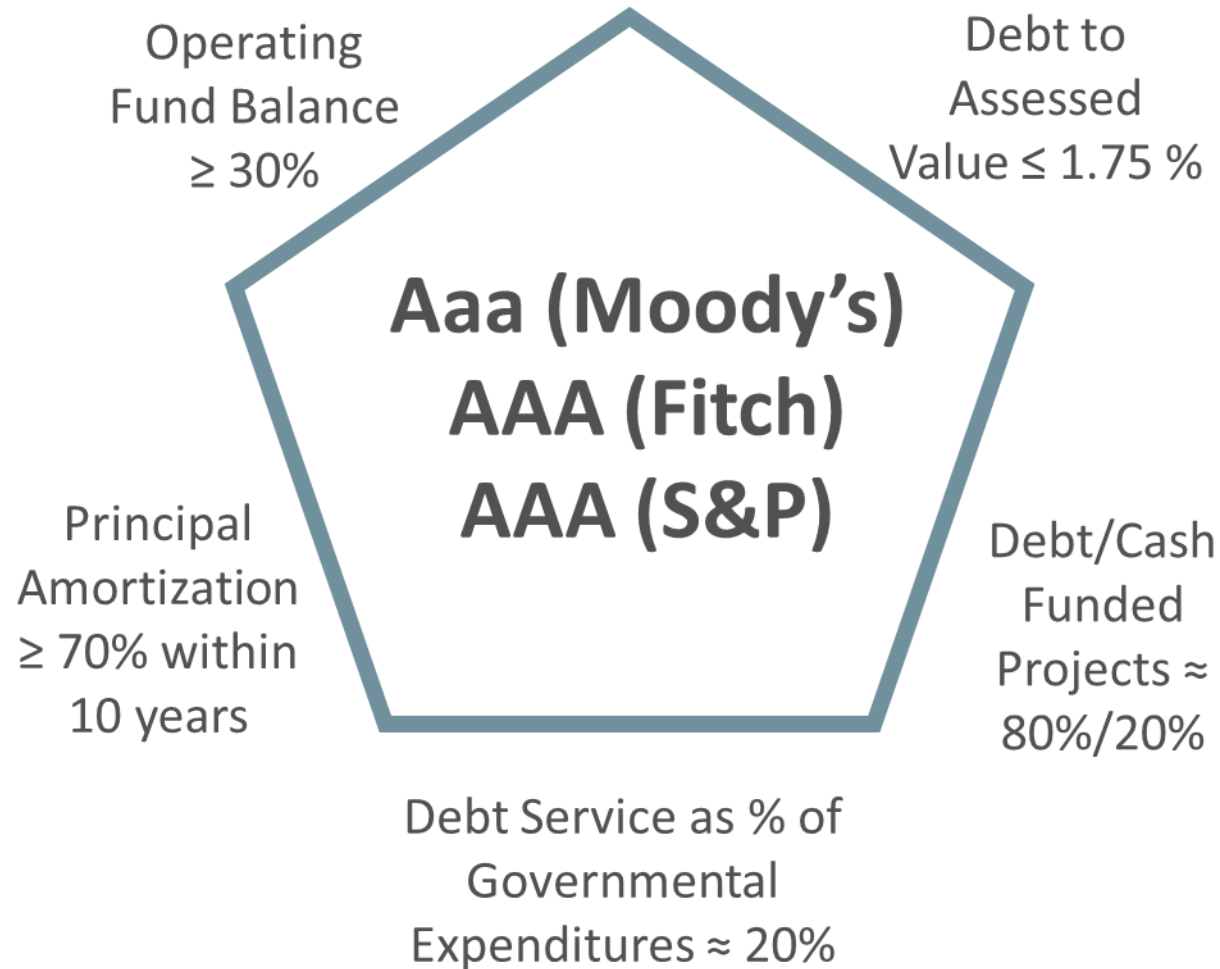 Operating
Fund Balance
≥ 30%
Debt to
Assessed
Value ≤ 1.75 %
Aaa (Moody’s)
AAA (Fitch)
AAA (S&P)
Principal
Amortization
≥ 70% within
10 years
Debt/Cash
Funded
Projects ≈
80%/20%
Debt Service as % of
Governmental
Expenditures ≈ 20%